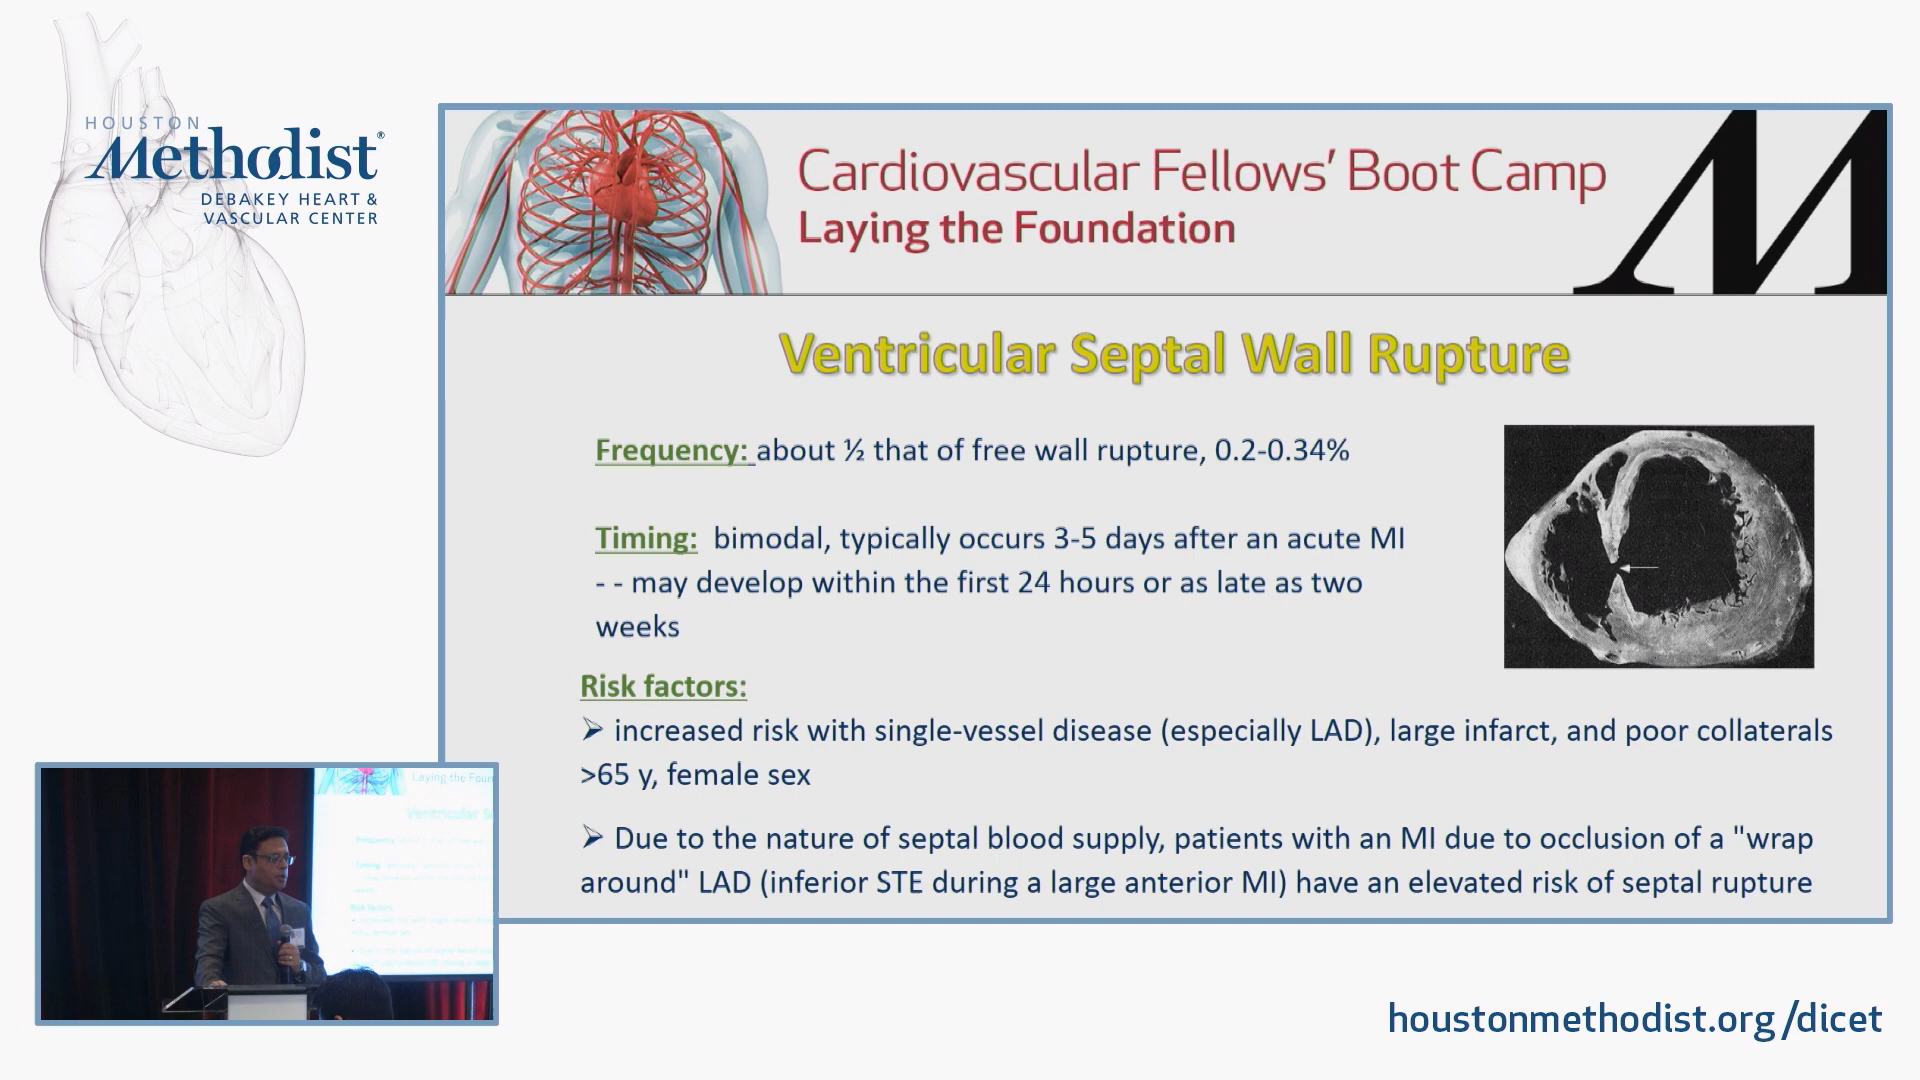 HOUSTON
Methodist®
DEBAKEY HEART &
VASCULAR CENTER
Cardiovascular Fellows' Boot Camp
Laying the Foundation
M
Ventricular Septal Wall Rupture
Frequency: about ½ that of free wall rupture, 0.2-0.34%
Timing: bimodal, typically occurs 3-5 days after an acute MI
- - may develop within the first 24 hours or as late as two
weeks
Risk factors:
➢ increased risk with single-vessel disease (especially LAD), large infarct, and poor collaterals
>65 y, female sex
➢ Due to the nature of septal blood supply, patients with an MI due to occlusion of a "wrap
around" LAD (inferior STE during a large anterior MI) have an elevated risk of septal rupture
Laying the Foun
Ventricular S
houstonmethodist.org/dicet